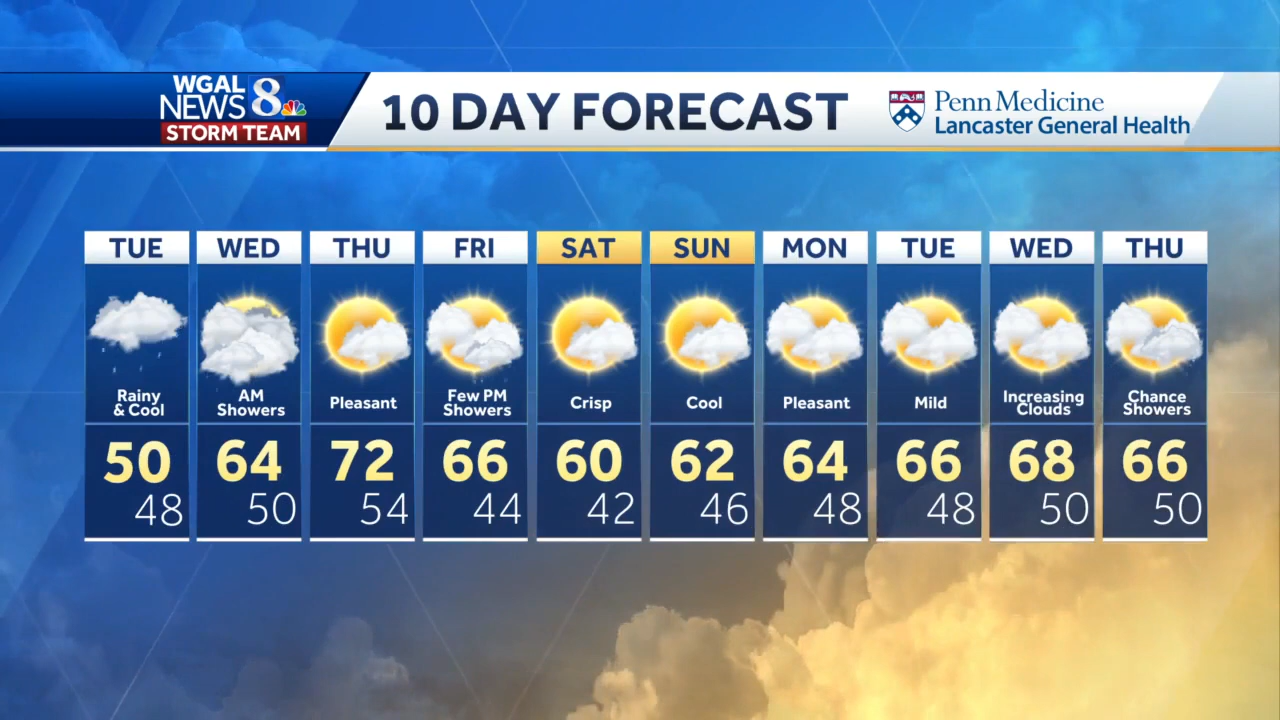 WGAL
NEWS 8
STORM TEAM
10 DAY FORECAST
Penn Medicine
Lancaster General Health
TUE WED THU FRI SAT SUN MON TUE WED THU
Rainy
& Cool
AM
Showers
Pleasant
Few PM
Showers
Crisp
Cool
Pleasant
Mild
Increasing
Clouds
Chance
Showers
50 64 72 66 60 62 64 66 68 66
48 50 54 44 42 46 48 48 50 50